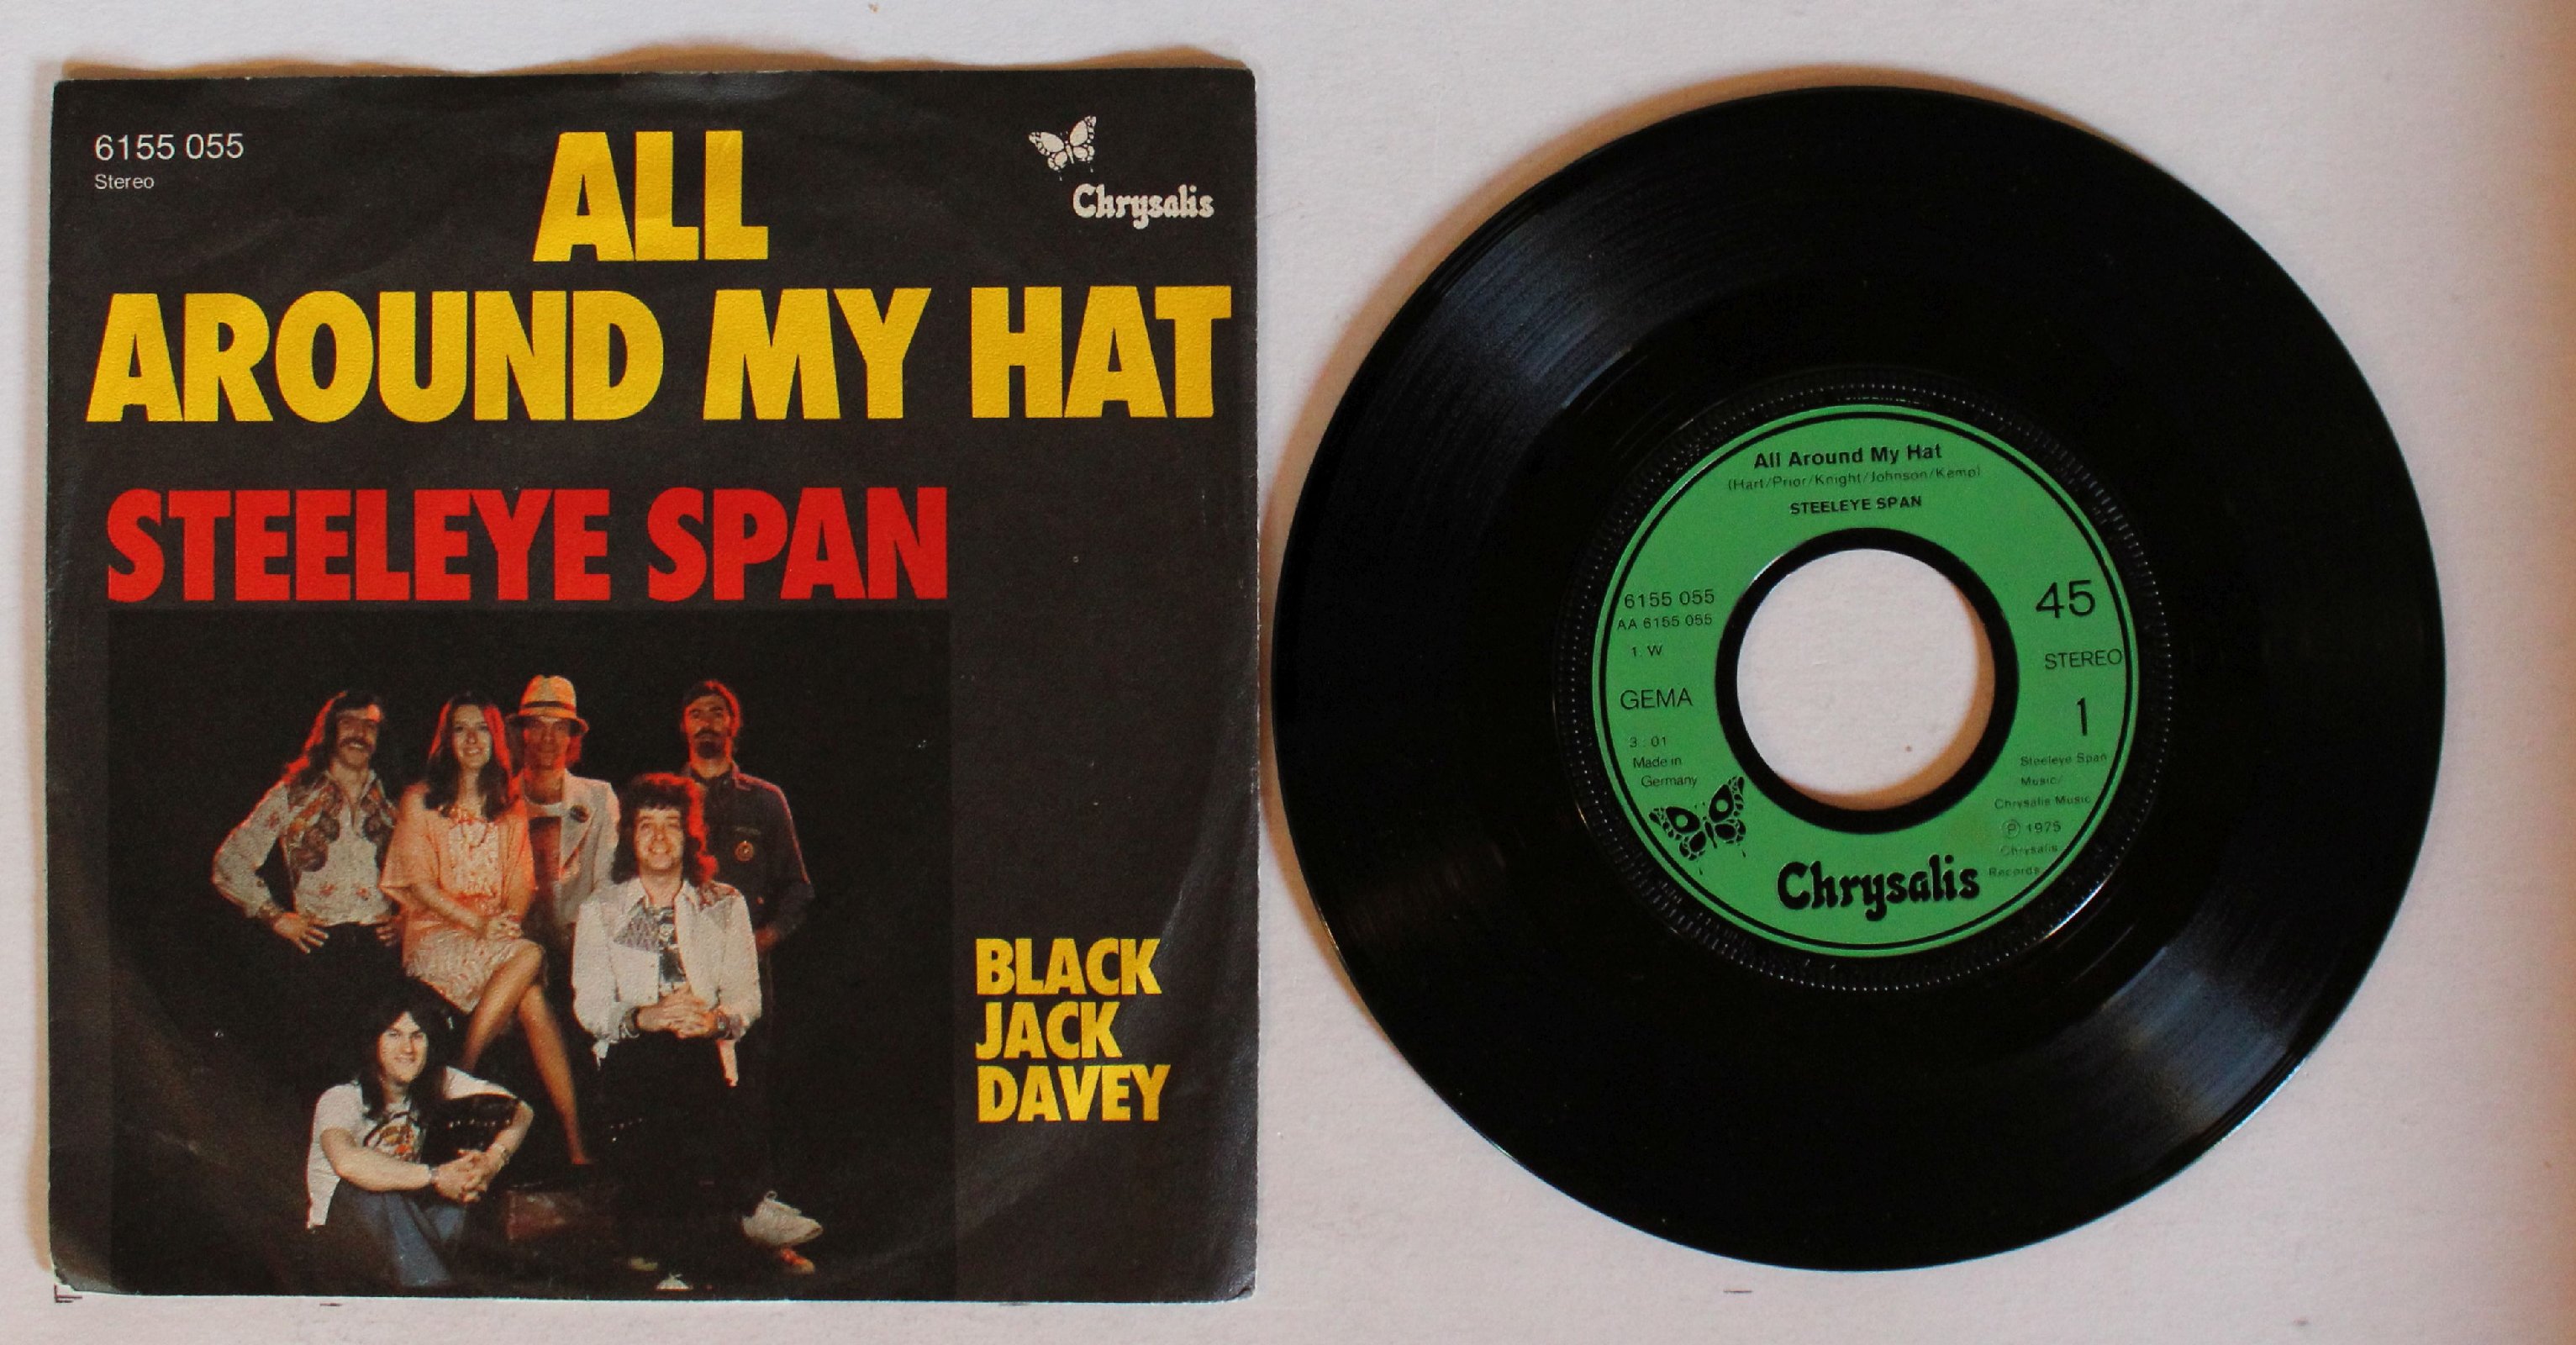 6155 055
Stereo
Chrysalis
ALL
AROUND MY HAT
STEELEYE SPAN
BLACK
JACK
DAVEY
All Around My Hat
(Hart/Prior/Knight/Johnson/Kemp)
STEELEYE SPAN
6155 055
AA 6155 055
1. W
GEMA
3:01
Made in
Germany
45
STEREO
1
Steeleye Span
Music/
Chrysalis Music
Ⓟ 1975
Chrysalis
Records
Chrysalis